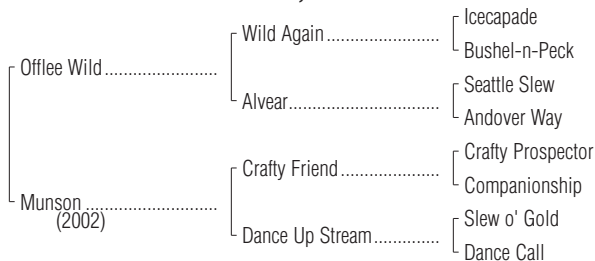 Icecapade
Wild Again
Bushel-n-Peck
Offlee Wild
Seattle Slew
Alvear
Andover Way
Crafty Prospector
Crafty Friend
Companionship
Munson
(2002)
Slew o' Gold
Dance Up Stream
Dance Call